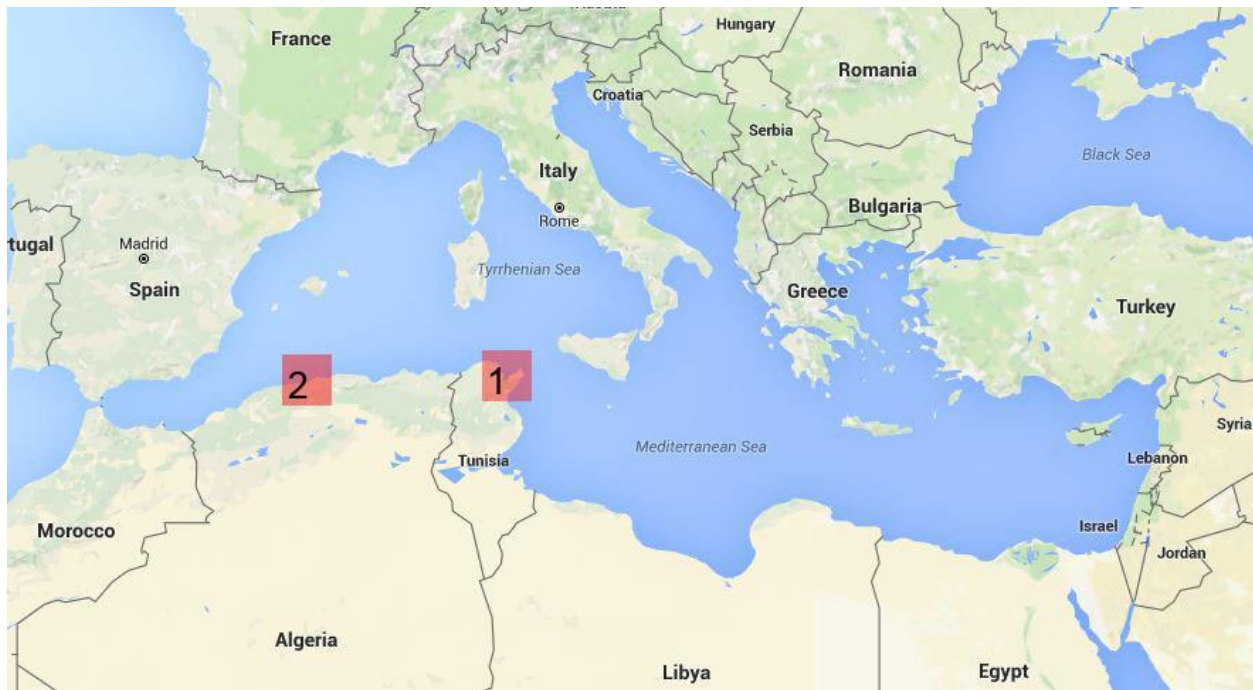 France
Hungary
Romania
Croatia
Serbia
Italy
Black Sea
Rome
Bulgaria
rtugal
Madrid
Spain
Tyrrhenian Sea
Greece
Turkey
2
1
Syria
Mediterranean Sea
Tunisia
Lebanon
Morocco
Israel
Jordan
Algeria
Libya
Egypt